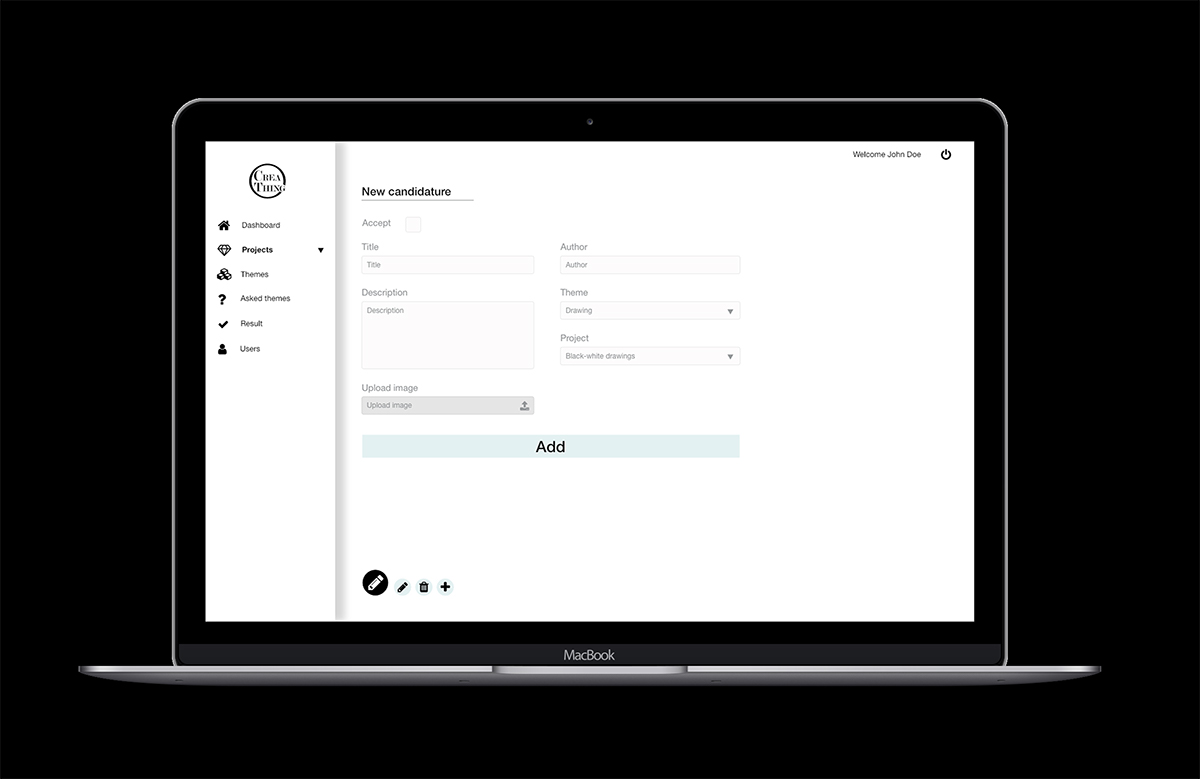 CREA
THING
Dashboard
Projects
Themes
Asked themes
Result
Users
Welcome John Doe
New candidature
Accept
Title
Title
Author
Author
Description
Description
Theme
Drawing
Project
Black-white drawings
Upload image
Upload image
Add
MacBook